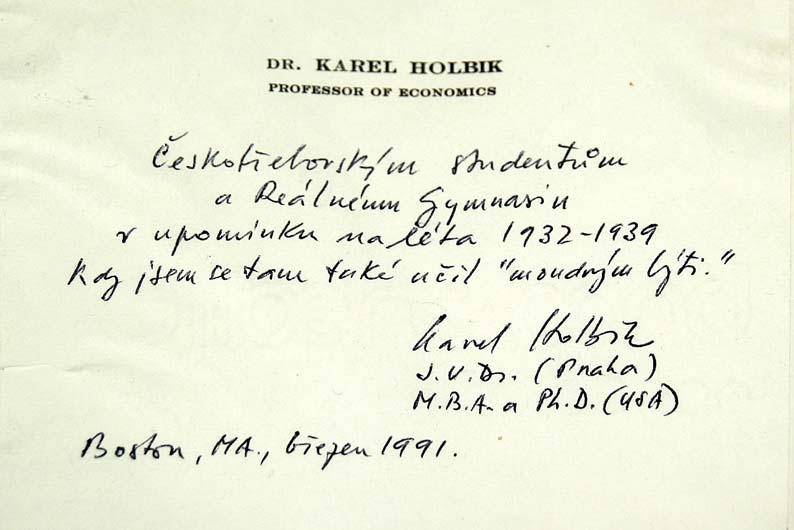 DR. KAREL HOLBIK
PROFESSOR OF ECONOMICS
Českotřebovským studentům
a Reálnému Gymnasiu
v upomínku na léta 1932-1939
kdy jsem se tam také učil "moudrým býti."
Karel Holbik
J.U.Dr. (Praha)
M.B.A. a Ph.D. (USA)
Boston, MA., březen 1991.